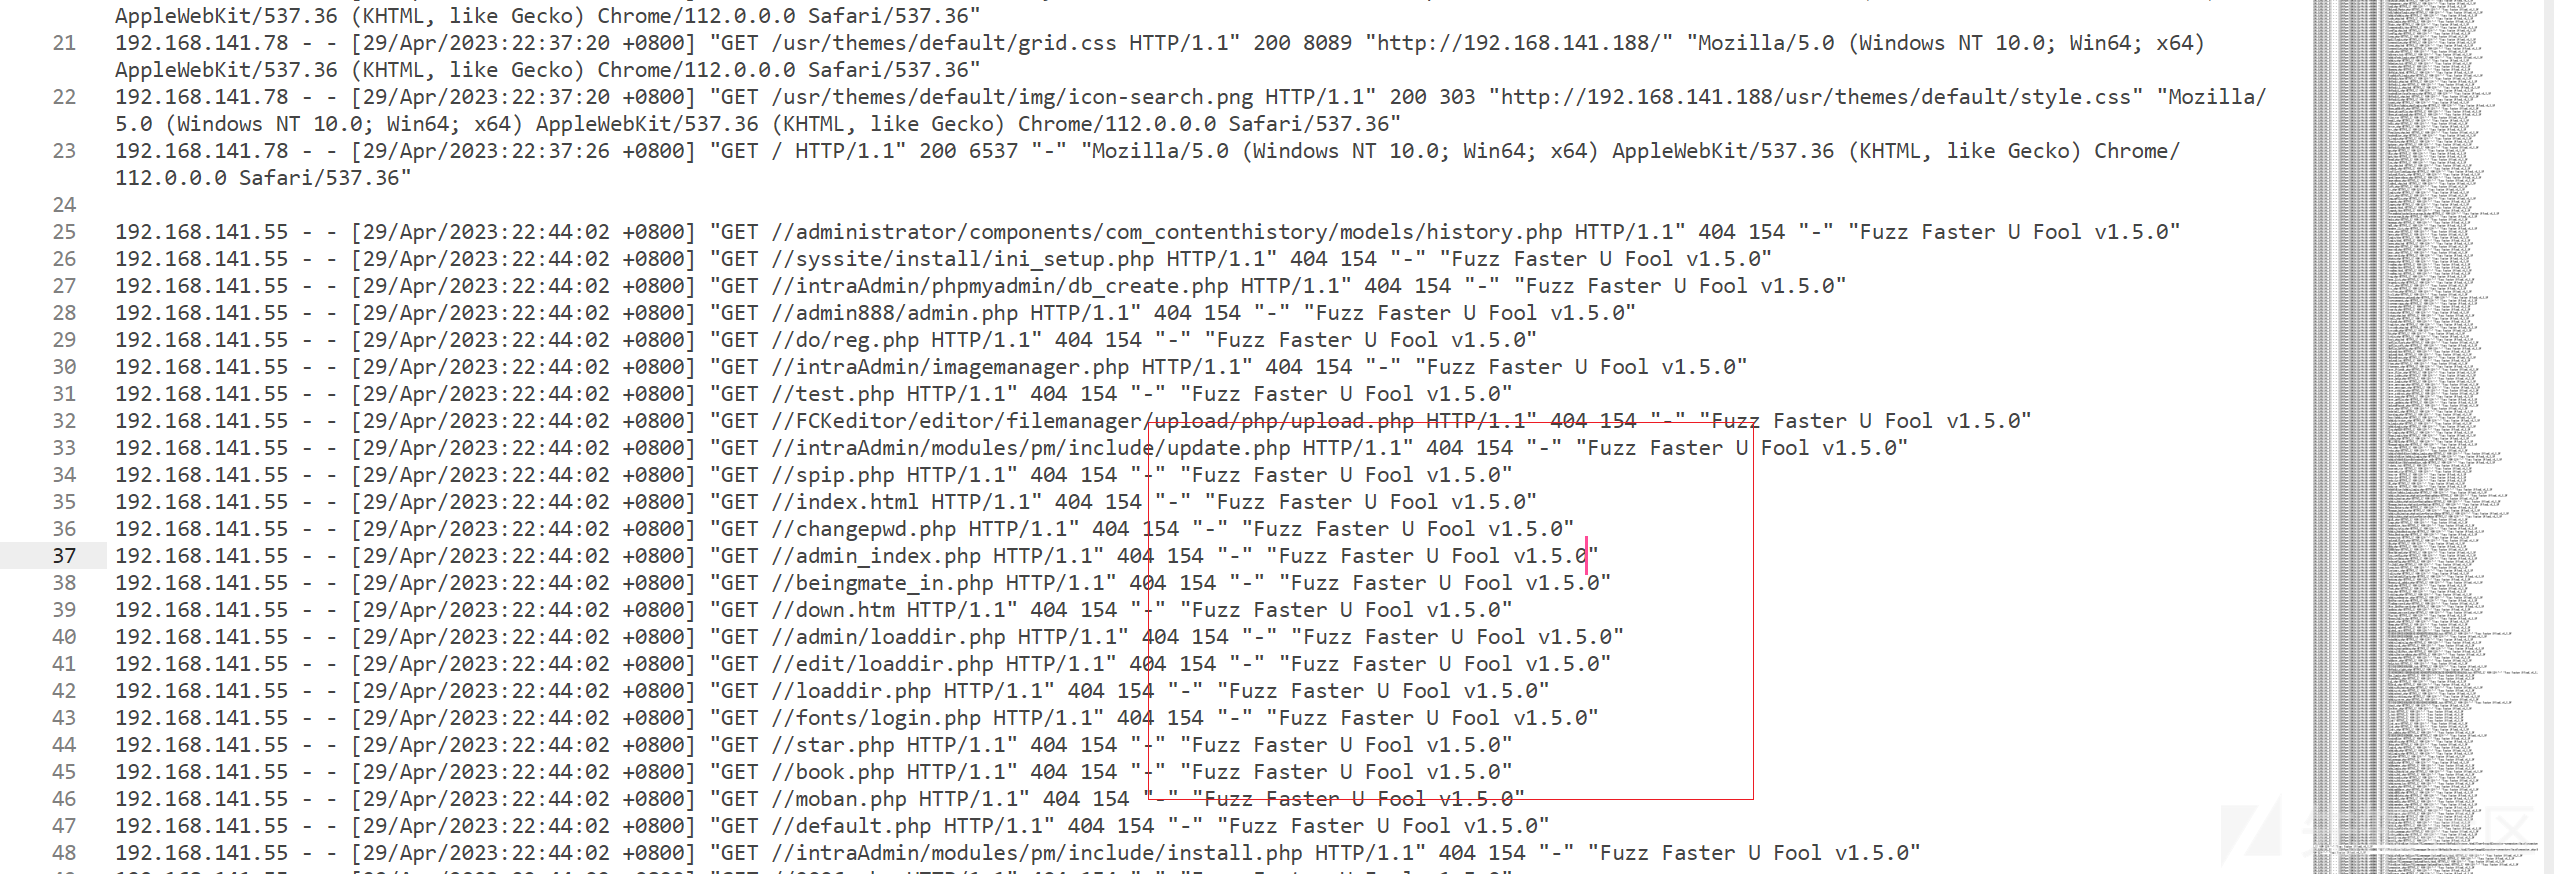 AppleWebKit/537.36 (KHTML, like Gecko) Chrome/112.0.0.0 Safari/537.36"
21 192.168.141.78 - - [29/Apr/2023:22:37:20 +0800] "GET /usr/themes/default/grid.css HTTP/1.1" 200 8089 "http://192.168.141.188/" "Mozilla/5.0 (Windows NT 10.0; Win64; x64)
AppleWebKit/537.36 (KHTML, like Gecko) Chrome/112.0.0.0 Safari/537.36"
22 192.168.141.78 - - [29/Apr/2023:22:37:20 +0800] "GET /usr/themes/default/img/icon-search.png HTTP/1.1" 200 303 "http://192.168.141.188/usr/themes/default/style.css" "Mozilla/
5.0 (Windows NT 10.0; Win64; x64) AppleWebKit/537.36 (KHTML, like Gecko) Chrome/112.0.0.0 Safari/537.36"
23 192.168.141.78 - - [29/Apr/2023:22:37:26 +0800] "GET / HTTP/1.1" 200 6537 "-" "Mozilla/5.0 (Windows NT 10.0; Win64; x64) AppleWebKit/537.36 (KHTML, like Gecko) Chrome/
112.0.0.0 Safari/537.36"
24
25 192.168.141.55 - - [29/Apr/2023:22:44:02 +0800] "GET //administrator/components/com_contenthistory/models/history.php HTTP/1.1" 404 154 "-" "Fuzz Faster U Fool v1.5.0"
26 192.168.141.55 - - [29/Apr/2023:22:44:02 +0800] "GET //syssite/install/ini_setup.php HTTP/1.1" 404 154 "-" "Fuzz Faster U Fool v1.5.0"
27 192.168.141.55 - - [29/Apr/2023:22:44:02 +0800] "GET //intraAdmin/phpmyadmin/db_create.php HTTP/1.1" 404 154 "-" "Fuzz Faster U Fool v1.5.0"
28 192.168.141.55 - - [29/Apr/2023:22:44:02 +0800] "GET //admin888/admin.php HTTP/1.1" 404 154 "-" "Fuzz Faster U Fool v1.5.0"
29 192.168.141.55 - - [29/Apr/2023:22:44:02 +0800] "GET //do/reg.php HTTP/1.1" 404 154 "-" "Fuzz Faster U Fool v1.5.0"
30 192.168.141.55 - - [29/Apr/2023:22:44:02 +0800] "GET //intraAdmin/imagemanager.php HTTP/1.1" 404 154 "-" "Fuzz Faster U Fool v1.5.0"
31 192.168.141.55 - - [29/Apr/2023:22:44:02 +0800] "GET //test.php HTTP/1.1" 404 154 "-" "Fuzz Faster U Fool v1.5.0"
32 192.168.141.55 - - [29/Apr/2023:22:44:02 +0800] "GET //FCKeditor/editor/filemanager/upload/php/upload.php HTTP/1.1" 404 154 "-" "Fuzz Faster U Fool v1.5.0"
33 192.168.141.55 - - [29/Apr/2023:22:44:02 +0800] "GET //intraAdmin/modules/pm/include/update.php HTTP/1.1" 404 154 "-" "Fuzz Faster U Fool v1.5.0"
34 192.168.141.55 - - [29/Apr/2023:22:44:02 +0800] "GET //spip.php HTTP/1.1" 404 154 "-" "Fuzz Faster U Fool v1.5.0"
35 192.168.141.55 - - [29/Apr/2023:22:44:02 +0800] "GET //index.html HTTP/1.1" 404 154 "-" "Fuzz Faster U Fool v1.5.0"
36 192.168.141.55 - - [29/Apr/2023:22:44:02 +0800] "GET //changepwd.php HTTP/1.1" 404 154 "-" "Fuzz Faster U Fool v1.5.0"
37 192.168.141.55 - - [29/Apr/2023:22:44:02 +0800] "GET //admin_index.php HTTP/1.1" 404 154 "-" "Fuzz Faster U Fool v1.5.0"
38 192.168.141.55 - - [29/Apr/2023:22:44:02 +0800] "GET //beingmate_in.php HTTP/1.1" 404 154 "-" "Fuzz Faster U Fool v1.5.0"
39 192.168.141.55 - - [29/Apr/2023:22:44:02 +0800] "GET //down.htm HTTP/1.1" 404 154 "-" "Fuzz Faster U Fool v1.5.0"
40 192.168.141.55 - - [29/Apr/2023:22:44:02 +0800] "GET //admin/loaddir.php HTTP/1.1" 404 154 "-" "Fuzz Faster U Fool v1.5.0"
41 192.168.141.55 - - [29/Apr/2023:22:44:02 +0800] "GET //edit/loaddir.php HTTP/1.1" 404 154 "-" "Fuzz Faster U Fool v1.5.0"
42 192.168.141.55 - - [29/Apr/2023:22:44:02 +0800] "GET //loaddir.php HTTP/1.1" 404 154 "-" "Fuzz Faster U Fool v1.5.0"
43 192.168.141.55 - - [29/Apr/2023:22:44:02 +0800] "GET //fonts/login.php HTTP/1.1" 404 154 "-" "Fuzz Faster U Fool v1.5.0"
44 192.168.141.55 - - [29/Apr/2023:22:44:02 +0800] "GET //star.php HTTP/1.1" 404 154 "-" "Fuzz Faster U Fool v1.5.0"
45 192.168.141.55 - - [29/Apr/2023:22:44:02 +0800] "GET //book.php HTTP/1.1" 404 154 "-" "Fuzz Faster U Fool v1.5.0"
46 192.168.141.55 - - [29/Apr/2023:22:44:02 +0800] "GET //moban.php HTTP/1.1" 404 154 "-" "Fuzz Faster U Fool v1.5.0"
47 192.168.141.55 - - [29/Apr/2023:22:44:02 +0800] "GET //default.php HTTP/1.1" 404 154 "-" "Fuzz Faster U Fool v1.5.0"
48 192.168.141.55 - - [29/Apr/2023:22:44:02 +0800] "GET //intraAdmin/modules/pm/include/install.php HTTP/1.1" 404 154 "-" "Fuzz Faster U Fool v1.5.0"